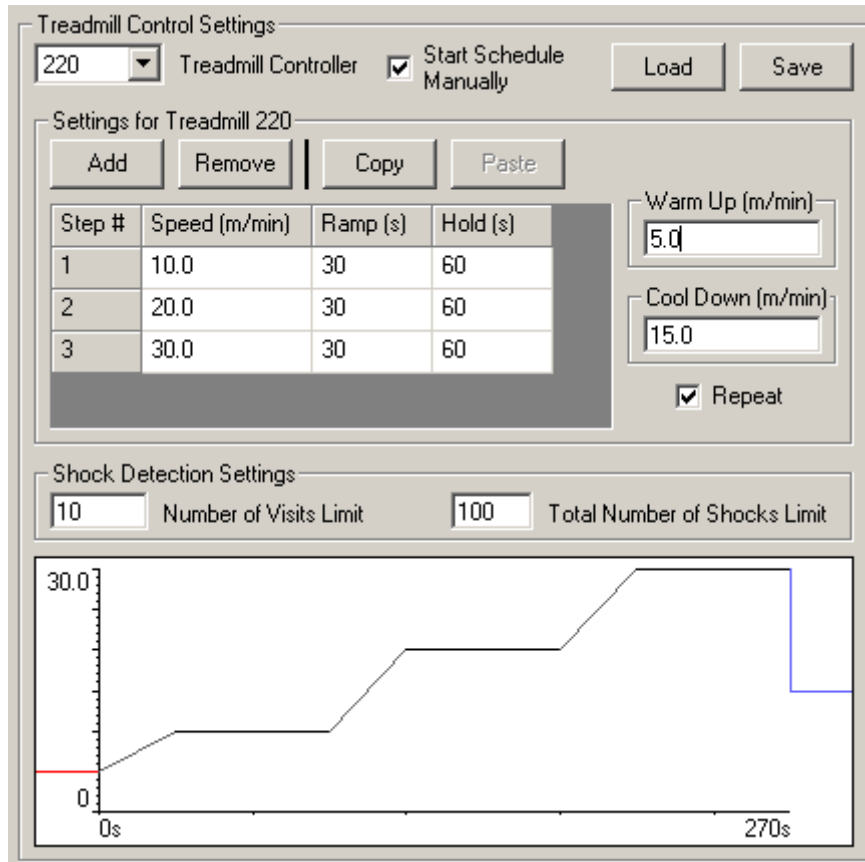 Treadmill Control Settings
220 Treadmill Controller Start Schedule Manually Load Save
Settings for Treadmill 220
Add Remove Copy Paste
Step # Speed (m/min) Ramp (s) Hold (s)
1 10.0 30 60
2 20.0 30 60
3 30.0 30 60
Warm Up (m/min)
5.0
Cool Down (m/min)
15.0
Repeat
Shock Detection Settings
10 Number of Visits Limit 100 Total Number of Shocks Limit
30.0
0
0s 270s